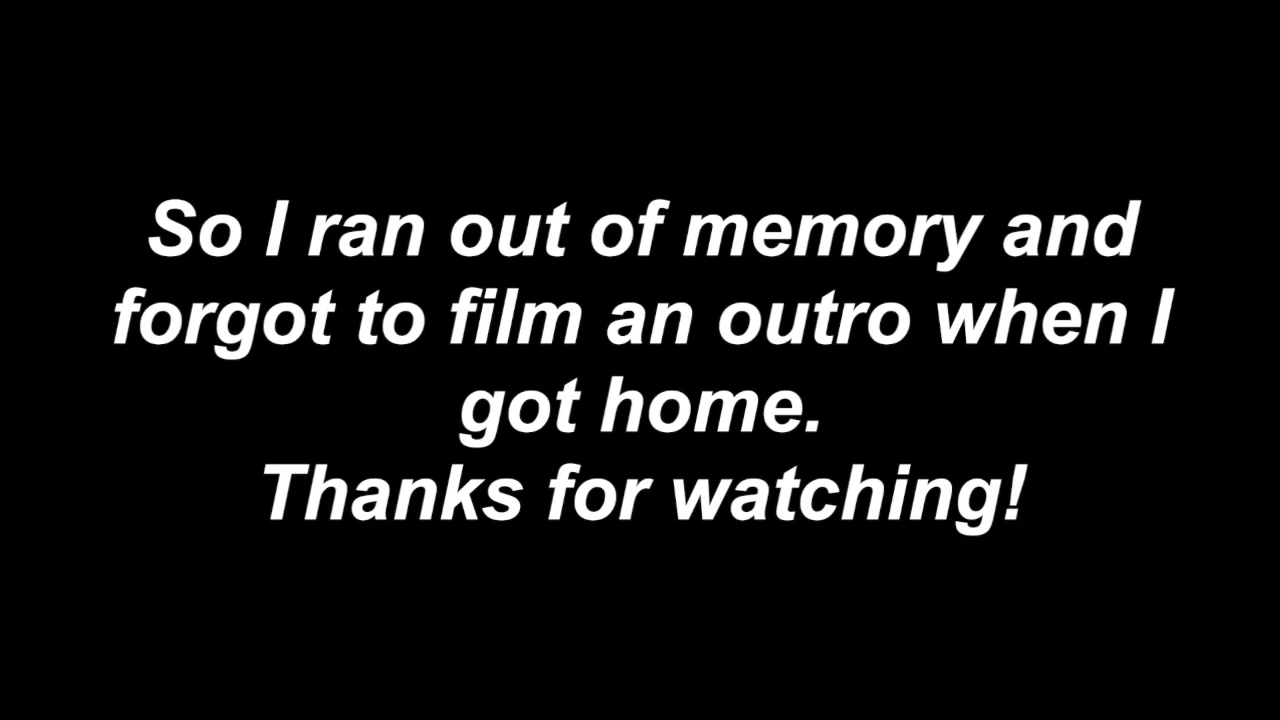 So I ran out of memory and
forgot to film an outro when I
got home.
Thanks for watching!